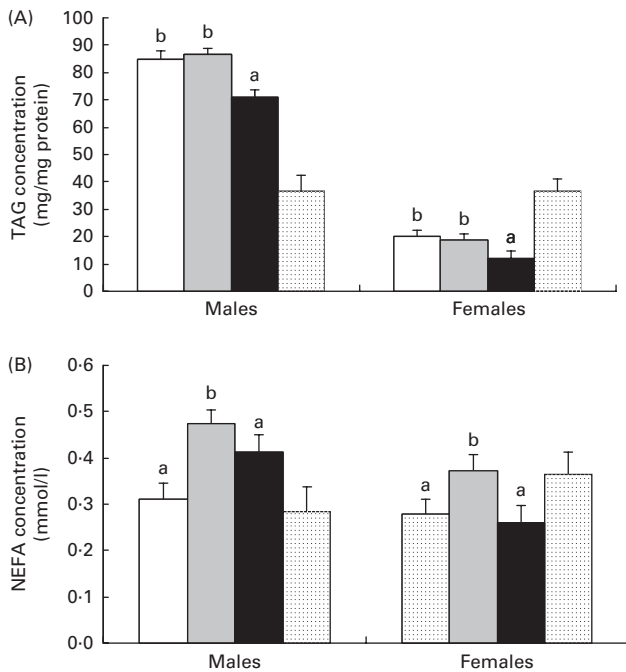 (A)
TAG concentration
(mg/mg protein)
100
90
80
70
60
50
40
30
20
10
0
b
b
a
b
b
a
Males
Females
(B)
NEFA concentration
(mmol/l)
0·6
0·5
0·4
0·3
0·2
0·1
0·0
a
b
a
a
b
a
Males
Females